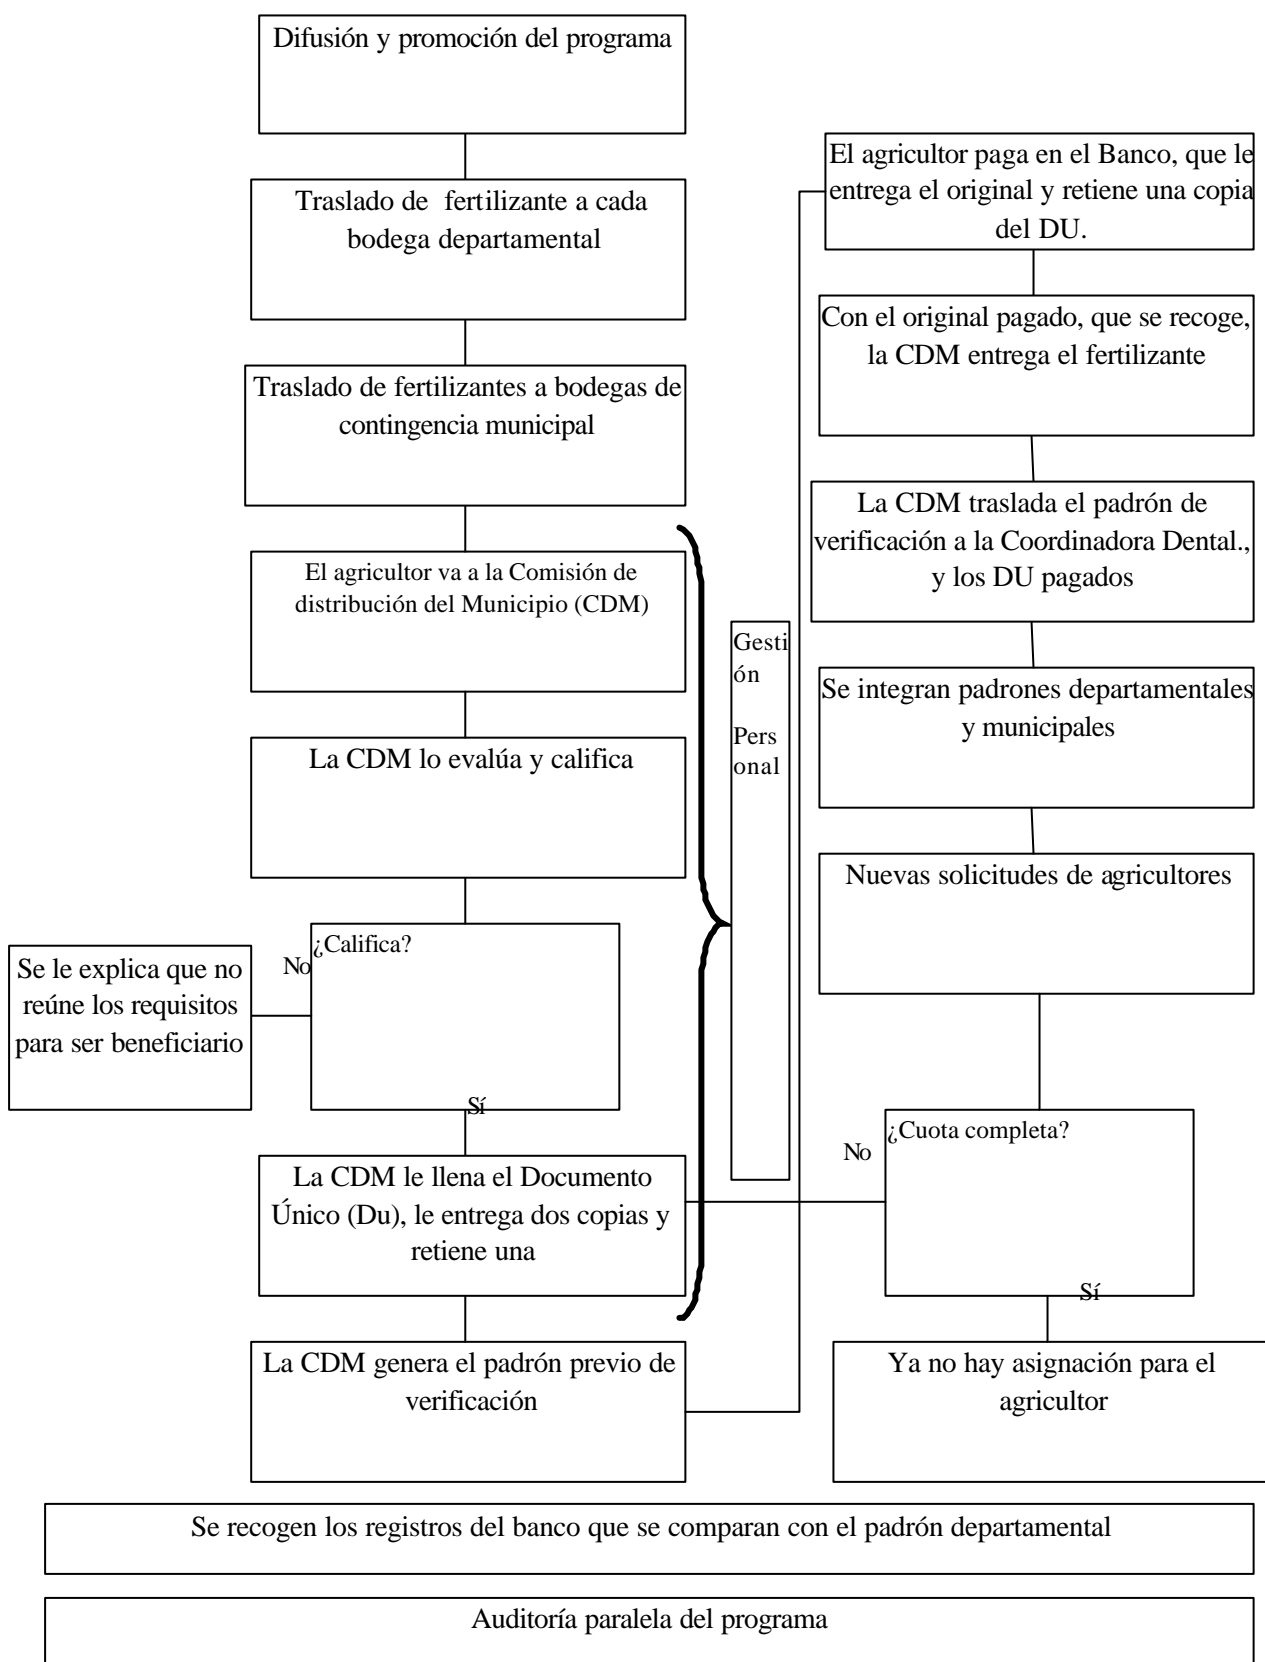 Difusión y promoción del programa
Traslado de fertilizante a cada
bodega departamental
Traslado de fertilizantes a bodegas de
contingencia municipal
El agricultor va a la Comisión de
distribución del Municipio (CDM)
La CDM lo evalúa y califica
¿Califica?
No
Se le explica que no
reúne los requisitos
para ser beneficiario
Sí
La CDM le llena el Documento
Único (Du), le entrega dos copias y
retiene una
La CDM genera el padrón previo de
verificación
Gesti
ón
Pers
onal
El agricultor paga en el Banco, que le
entrega el original y retiene una copia
del DU.
Con el original pagado, que se recoge,
la CDM entrega el fertilizante
La CDM traslada el padrón de
verificación a la Coordinadora Dental.,
y los DU pagados
Se integran padrones departamentales
y municipales
Nuevas solicitudes de agricultores
¿Cuota completa?
No
Sí
Ya no hay asignación para el
agricultor
Se recogen los registros del banco que se comparan con el padrón departamental
Auditoría paralela del programa